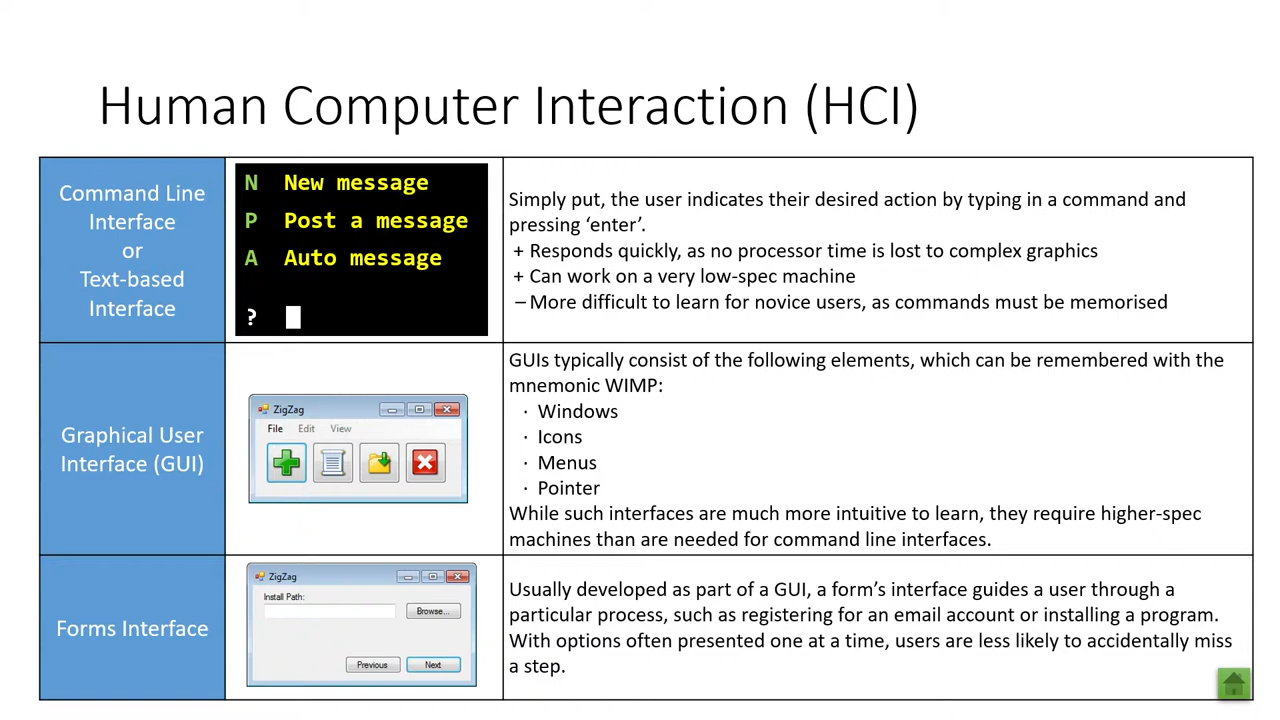 Human Computer Interaction (HCI)
Command Line
Interface
or
Text-based
Interface
N New message
P Post a message
A Auto message
?
Simply put, the user indicates their desired action by typing in a command and
pressing ‘enter’.
+ Responds quickly, as no processor time is lost to complex graphics
+ Can work on a very low-spec machine
– More difficult to learn for novice users, as commands must be memorised
Graphical User
Interface (GUI)
ZigZag
File Edit View
GUIs typically consist of the following elements, which can be remembered with the
mnemonic WIMP:
· Windows
· Icons
· Menus
· Pointer
While such interfaces are much more intuitive to learn, they require higher-spec
machines than are needed for command line interfaces.
Forms Interface
ZigZag
Install Path:
Browse...
Previous Next
Usually developed as part of a GUI, a form’s interface guides a user through a
particular process, such as registering for an email account or installing a program.
With options often presented one at a time, users are less likely to accidentally miss
a step.